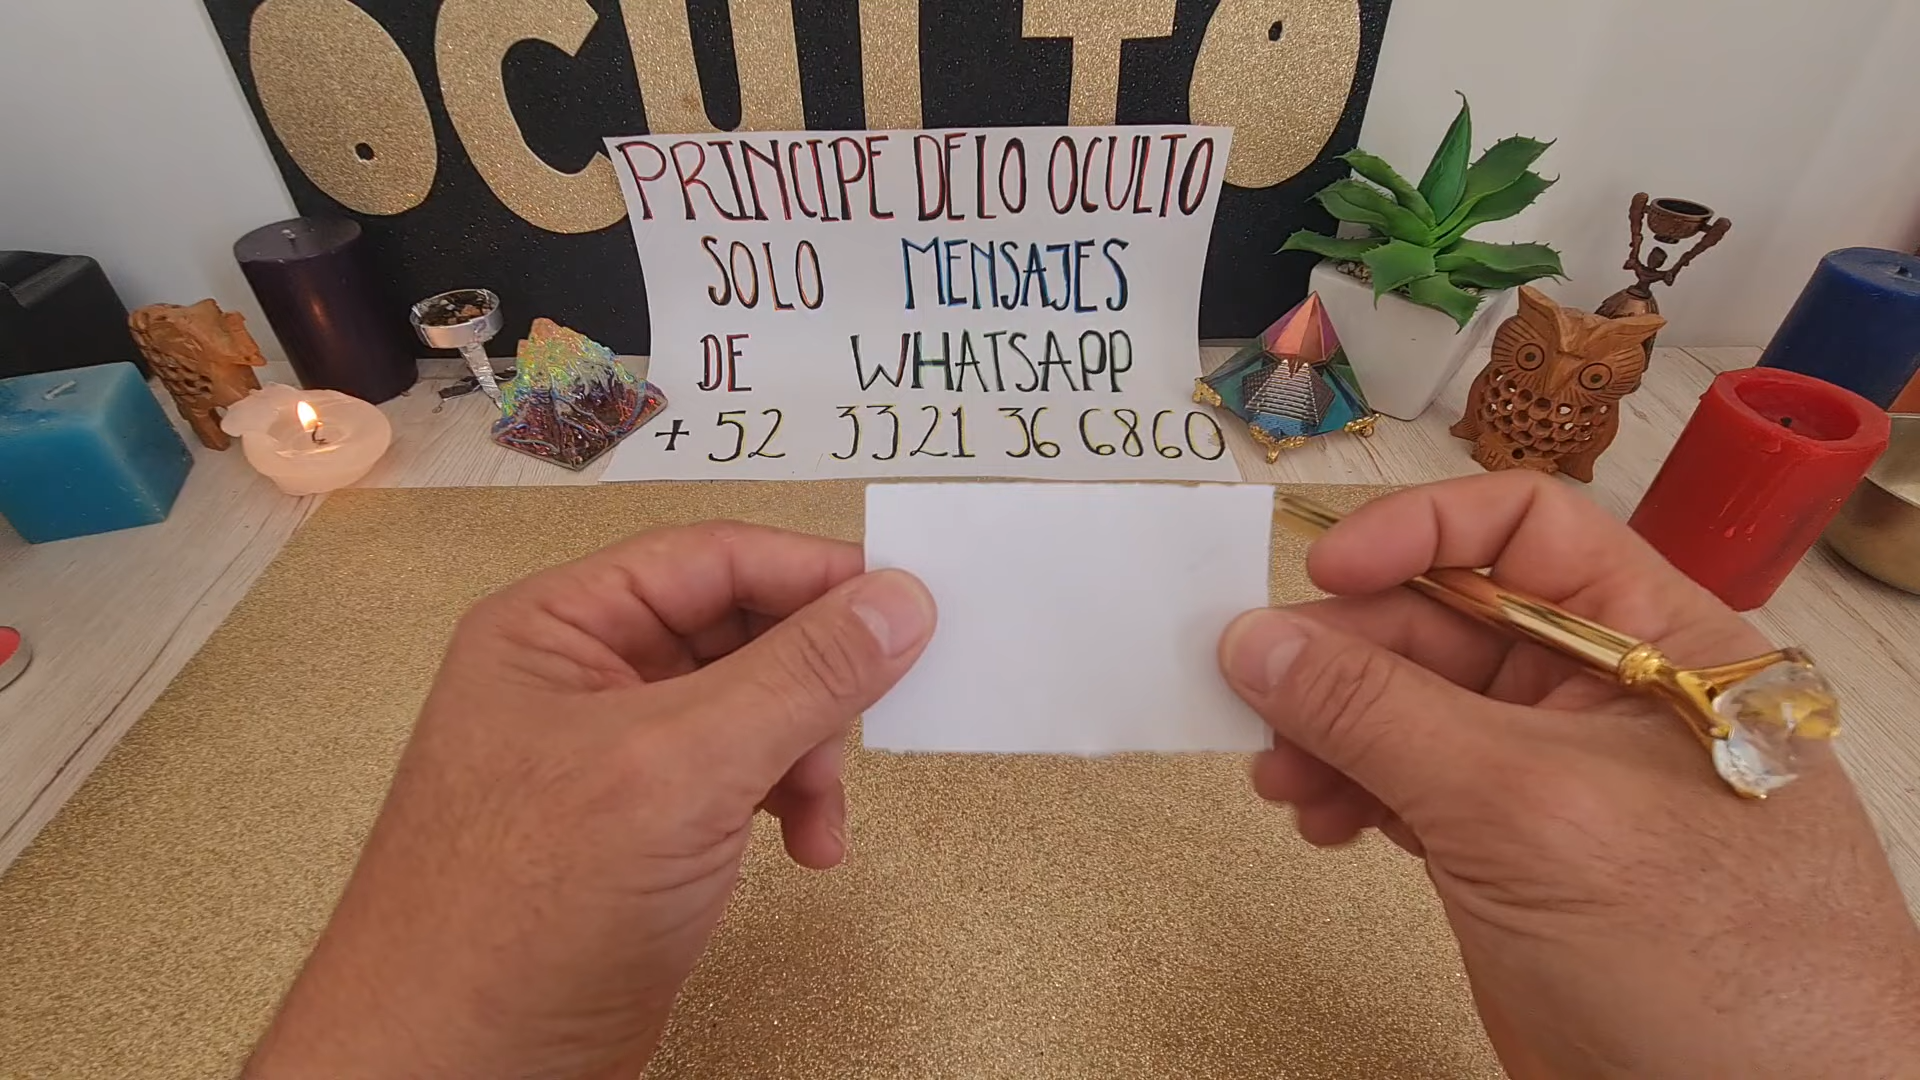 OCULTO
PRINCIPE DE LO OCULTO
SOLO MENSAJES
DE WHATSAPP
+ 52 3321 36 6860